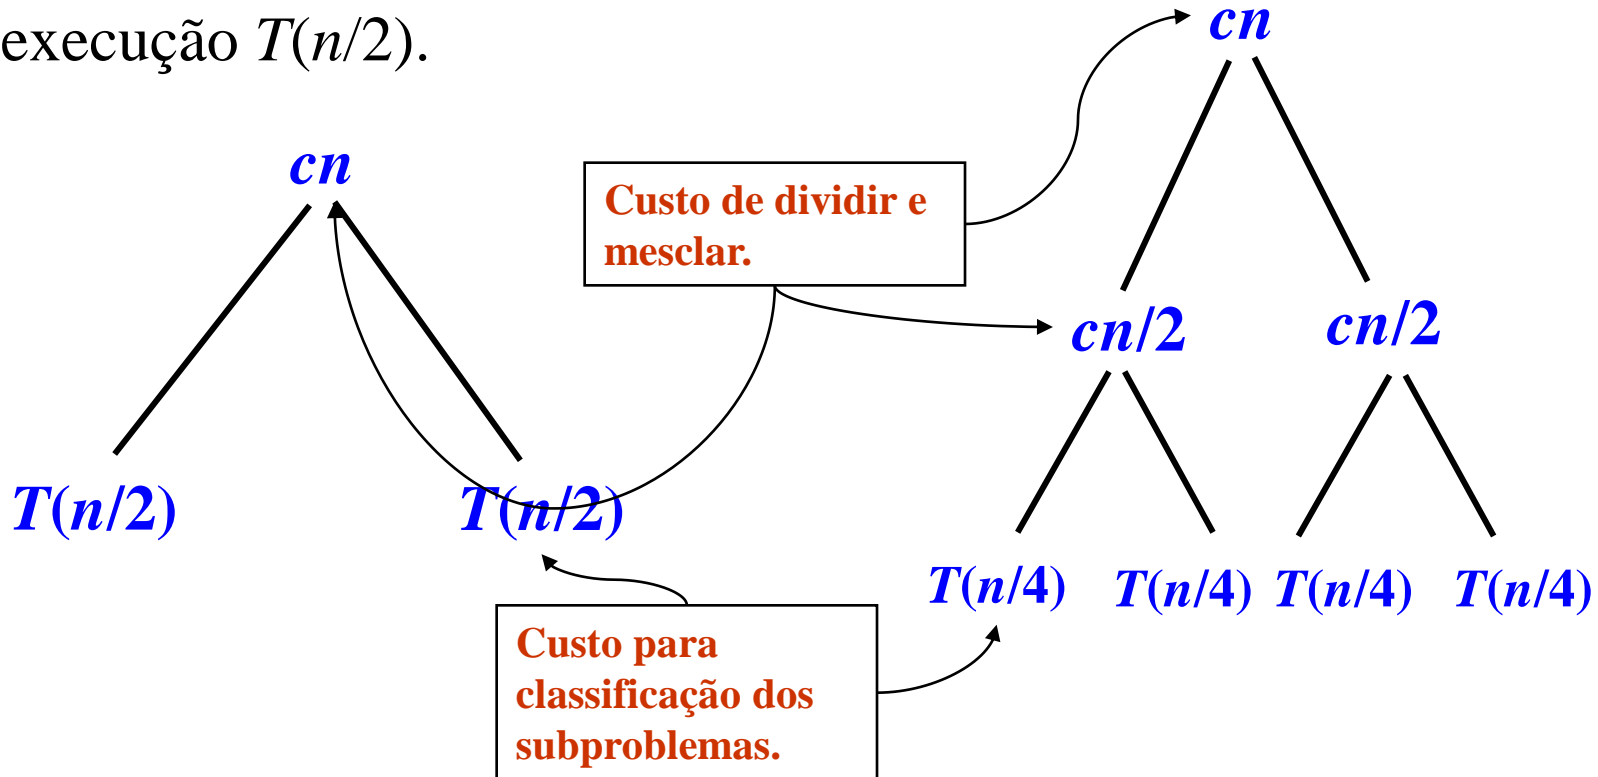 execução T(n/2).
cn
T(n/2) T(n/2)
Custo de dividir e
mesclar.
Custo para
classificação dos
subproblemas.
cn
cn/2 cn/2
T(n/4) T(n/4) T(n/4) T(n/4)